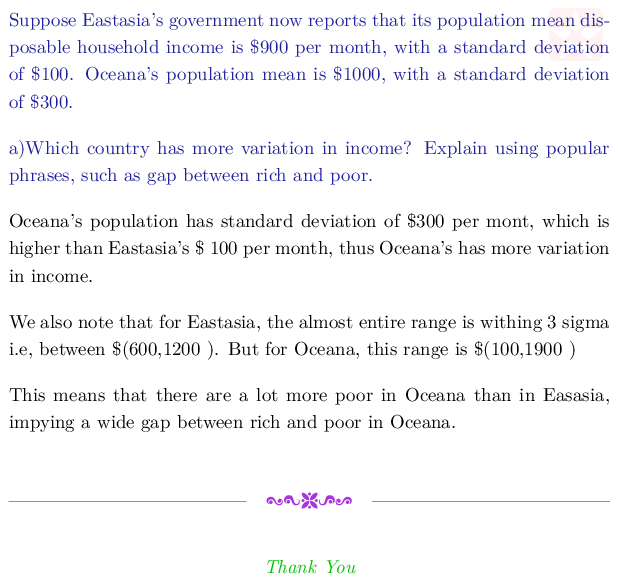 Suppose Eastasia's government now reports that its population mean dis-
posable household income is $900 per month, with a standard deviation
of $100. Oceana's population mean is $1000, with a standard deviation
of $300.
a)Which country has more variation in income? Explain using popular
phrases, such as gap between rich and poor.
Oceana's population has standard deviation of $300 per mont, which is
higher than Eastasia's $ 100 per month, thus Oceana's has more variation
in income.
We also note that for Eastasia, the almost entire range is withing 3 sigma
i.e, between $(600,1200 ). But for Oceana, this range is $(100,1900 )
This means that there are a lot more poor in Oceana than in Easasia,
impying a wide gap between rich and poor in Oceana.
Thank You